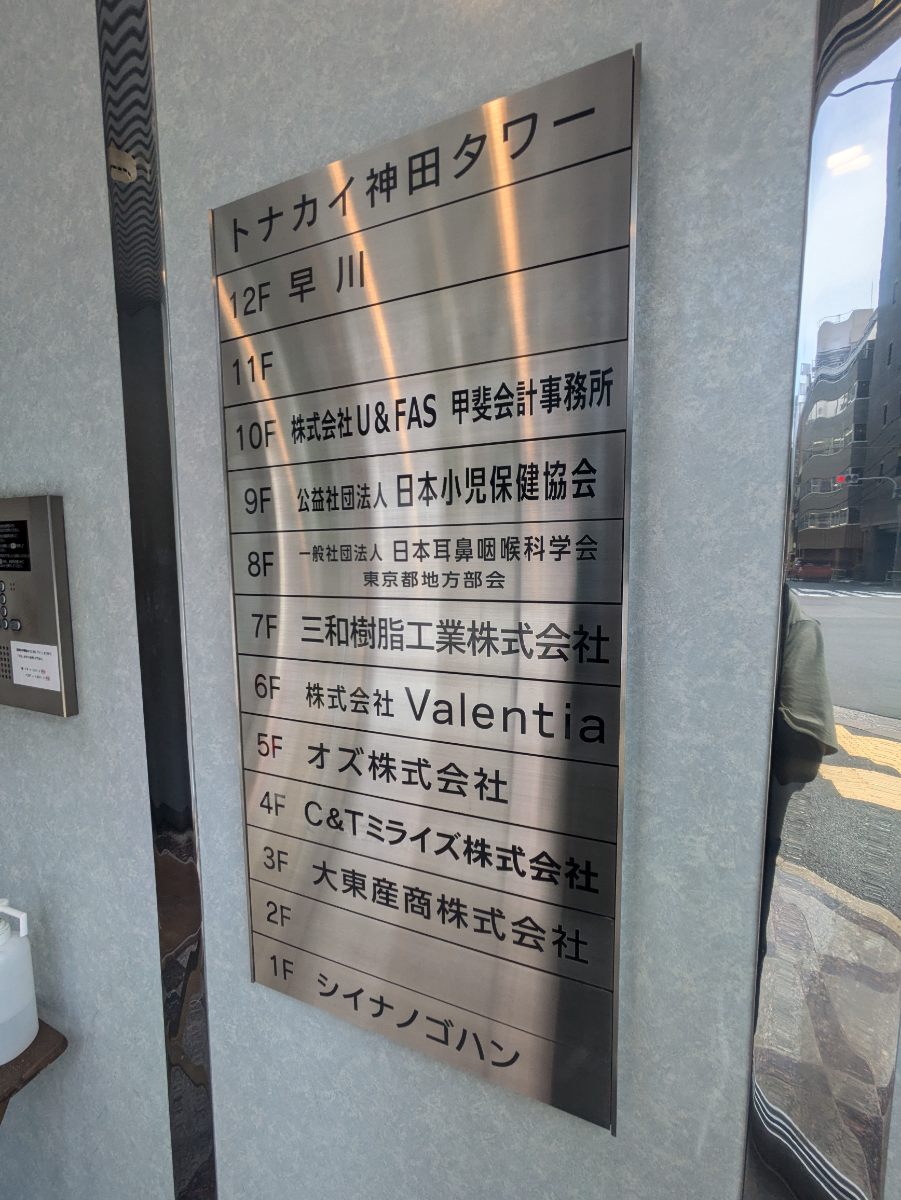 トナカイ神田タワー
12F 早川
11F
10F 株式会社U&FAS 甲斐会計事務所
9F 公益社団法人 日本小児保健協会
8F 一般社団法人 日本耳鼻咽喉科学会
東京都地方部会
7F 三和樹脂工業株式会社
6F 株式会社 Valentia
5F オズ株式会社
4F C&Tミライズ株式会社
3F 大東産商株式会社
2F
1F シイナノゴハン